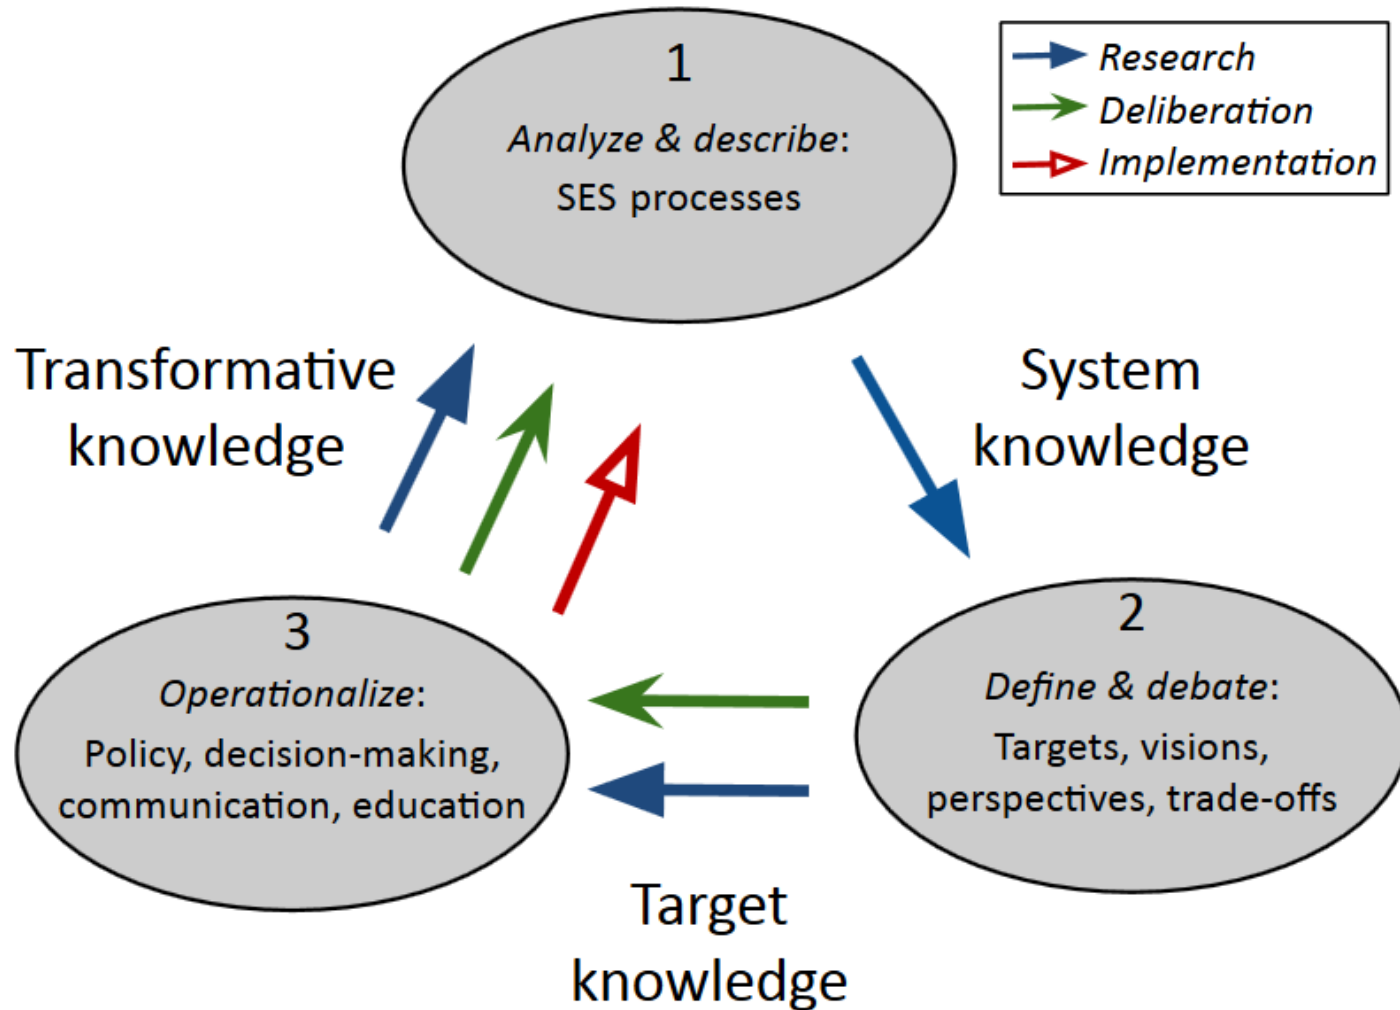 1
Analyze & describe:
SES processes
Research
Deliberation
Implementation
Transformative
knowledge
System
knowledge
3
Operationalize:
Policy, decision-making,
communication, education
2
Define & debate:
Targets, visions,
perspectives, trade-offs
Target
knowledge